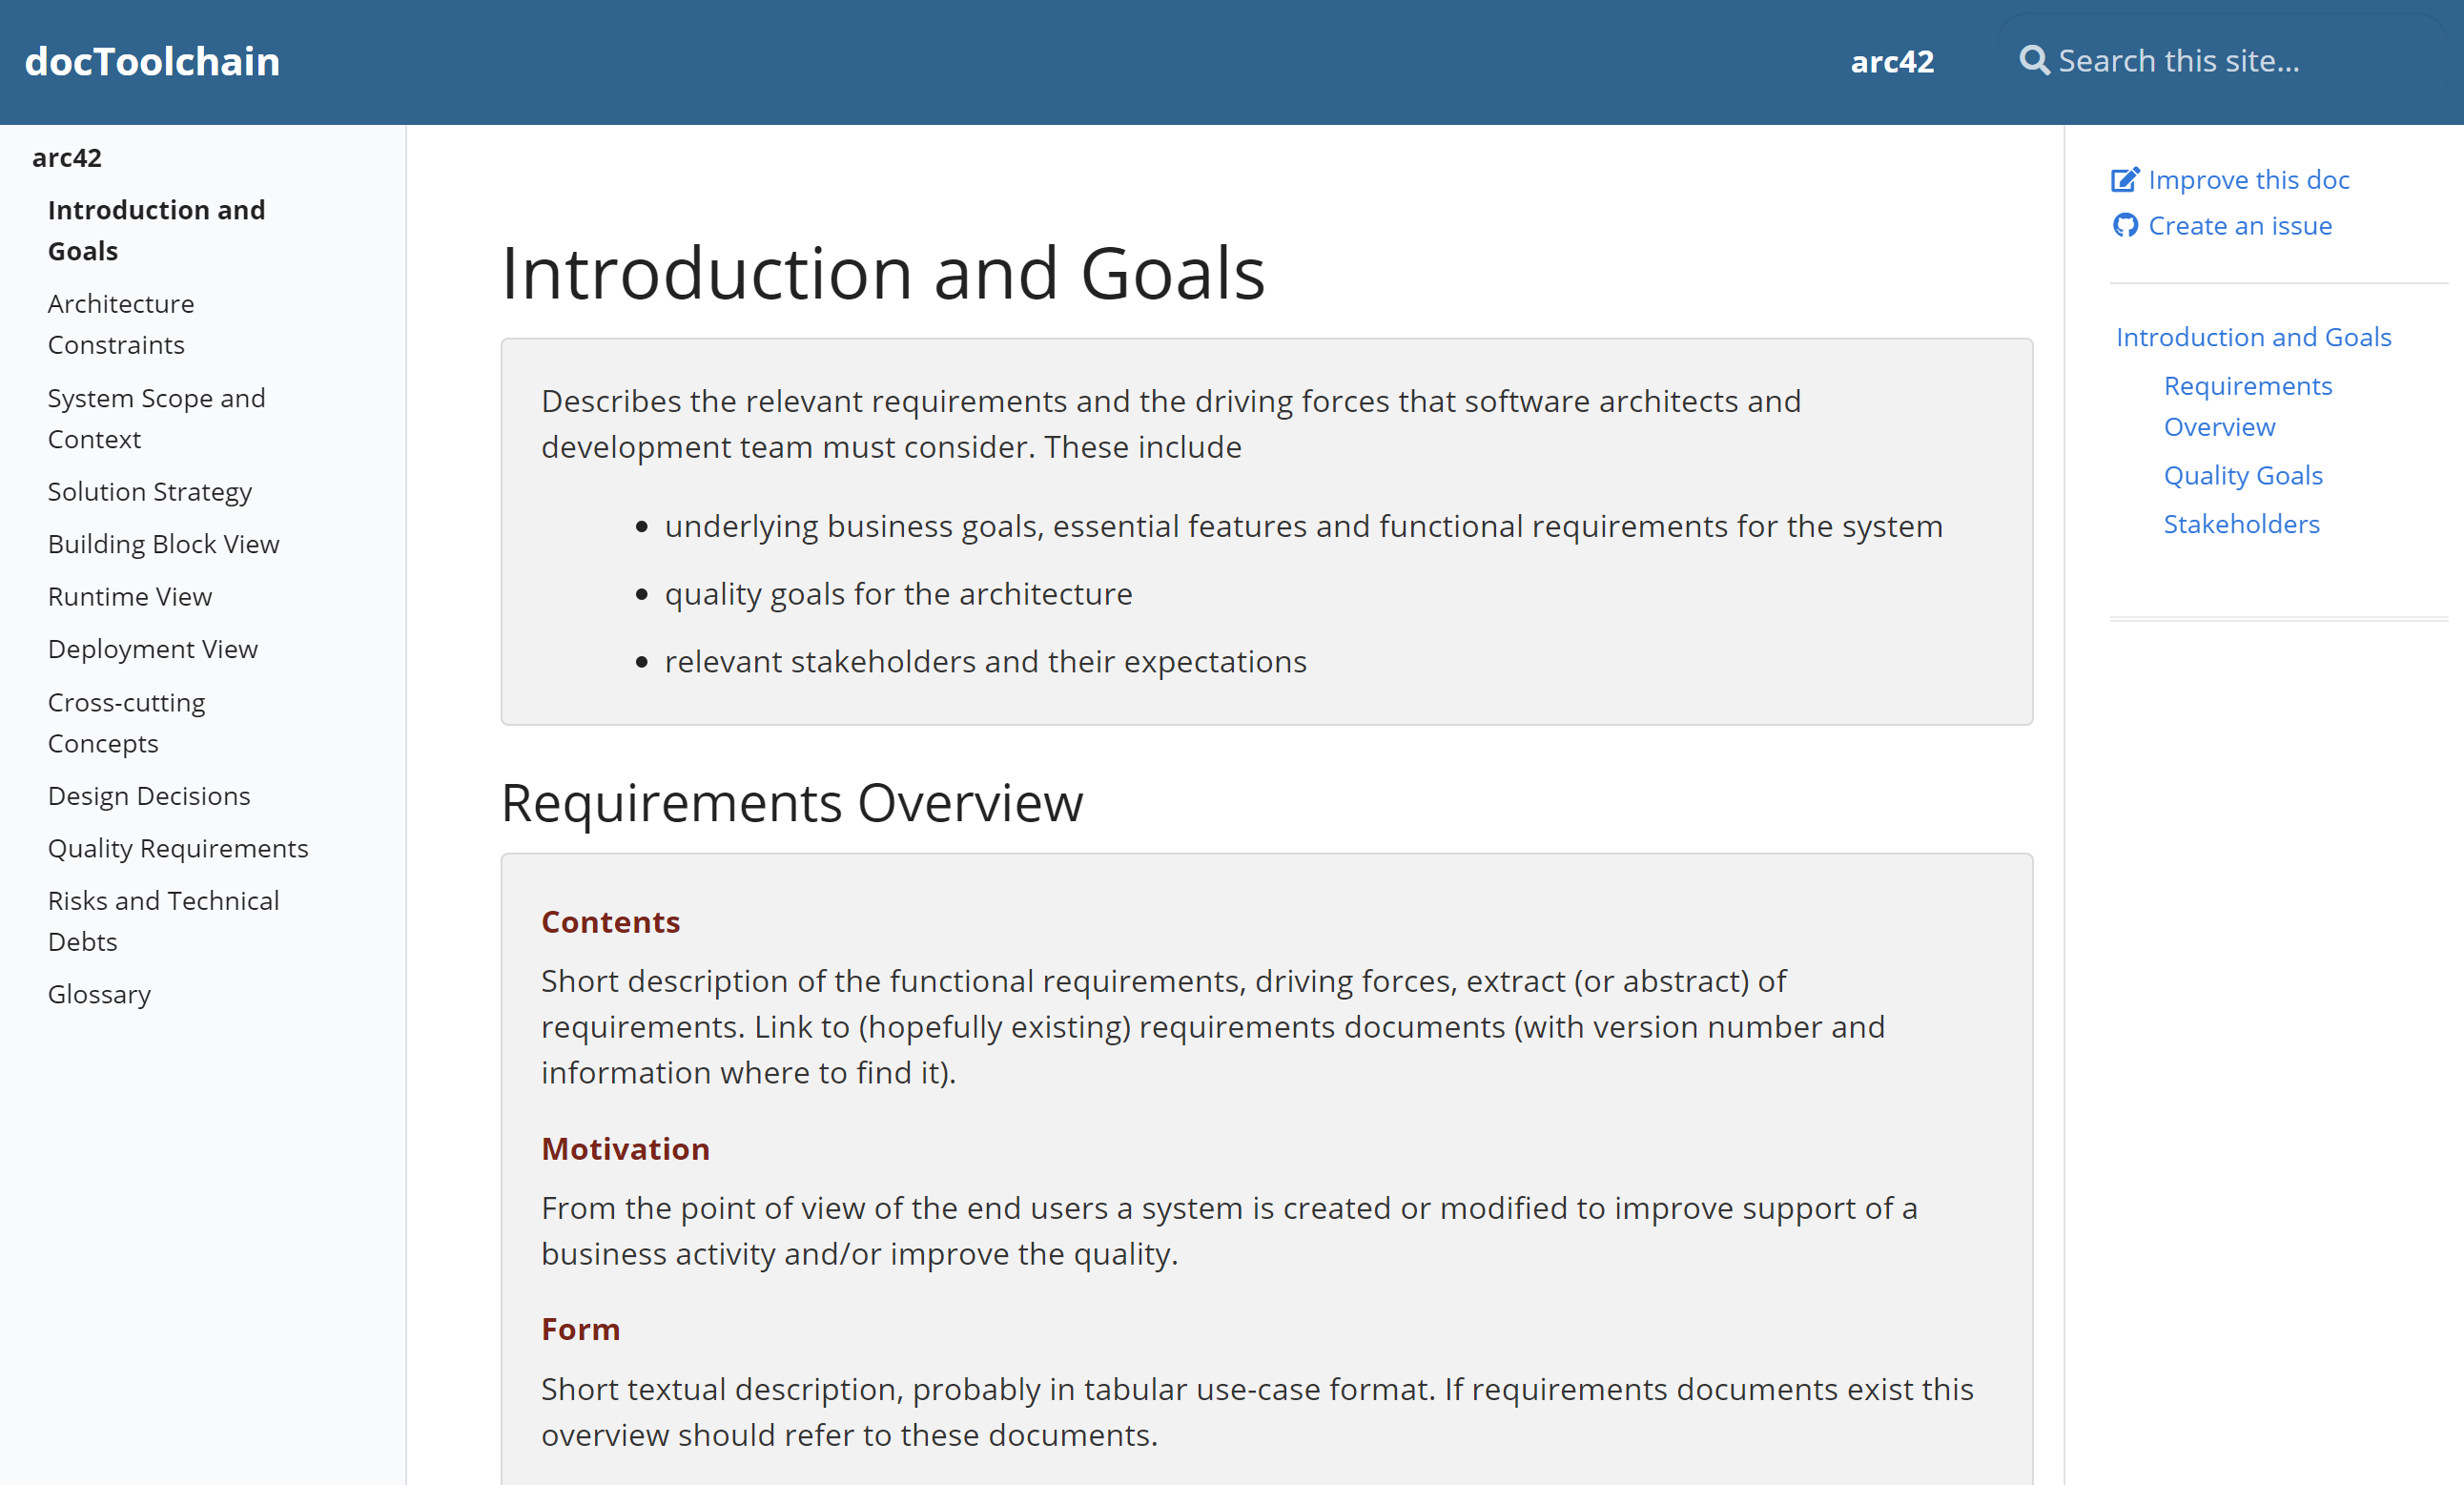 docToolchain
arc42
Search this site...
arc42
Introduction and
Goals
Architecture
Constraints
System Scope and
Context
Solution Strategy
Building Block View
Runtime View
Deployment View
Cross-cutting
Concepts
Design Decisions
Quality Requirements
Risks and Technical
Debts
Glossary
Introduction and Goals
Describes the relevant requirements and the driving forces that software architects and
development team must consider. These include
• underlying business goals, essential features and functional requirements for the system
• quality goals for the architecture
• relevant stakeholders and their expectations
Requirements Overview
Contents
Short description of the functional requirements, driving forces, extract (or abstract) of
requirements. Link to (hopefully existing) requirements documents (with version number and
information where to find it).
Motivation
From the point of view of the end users a system is created or modified to improve support of a
business activity and/or improve the quality.
Form
Short textual description, probably in tabular use-case format. If requirements documents exist this
overview should refer to these documents.
Improve this doc
Create an issue
Introduction and Goals
Requirements
Overview
Quality Goals
Stakeholders